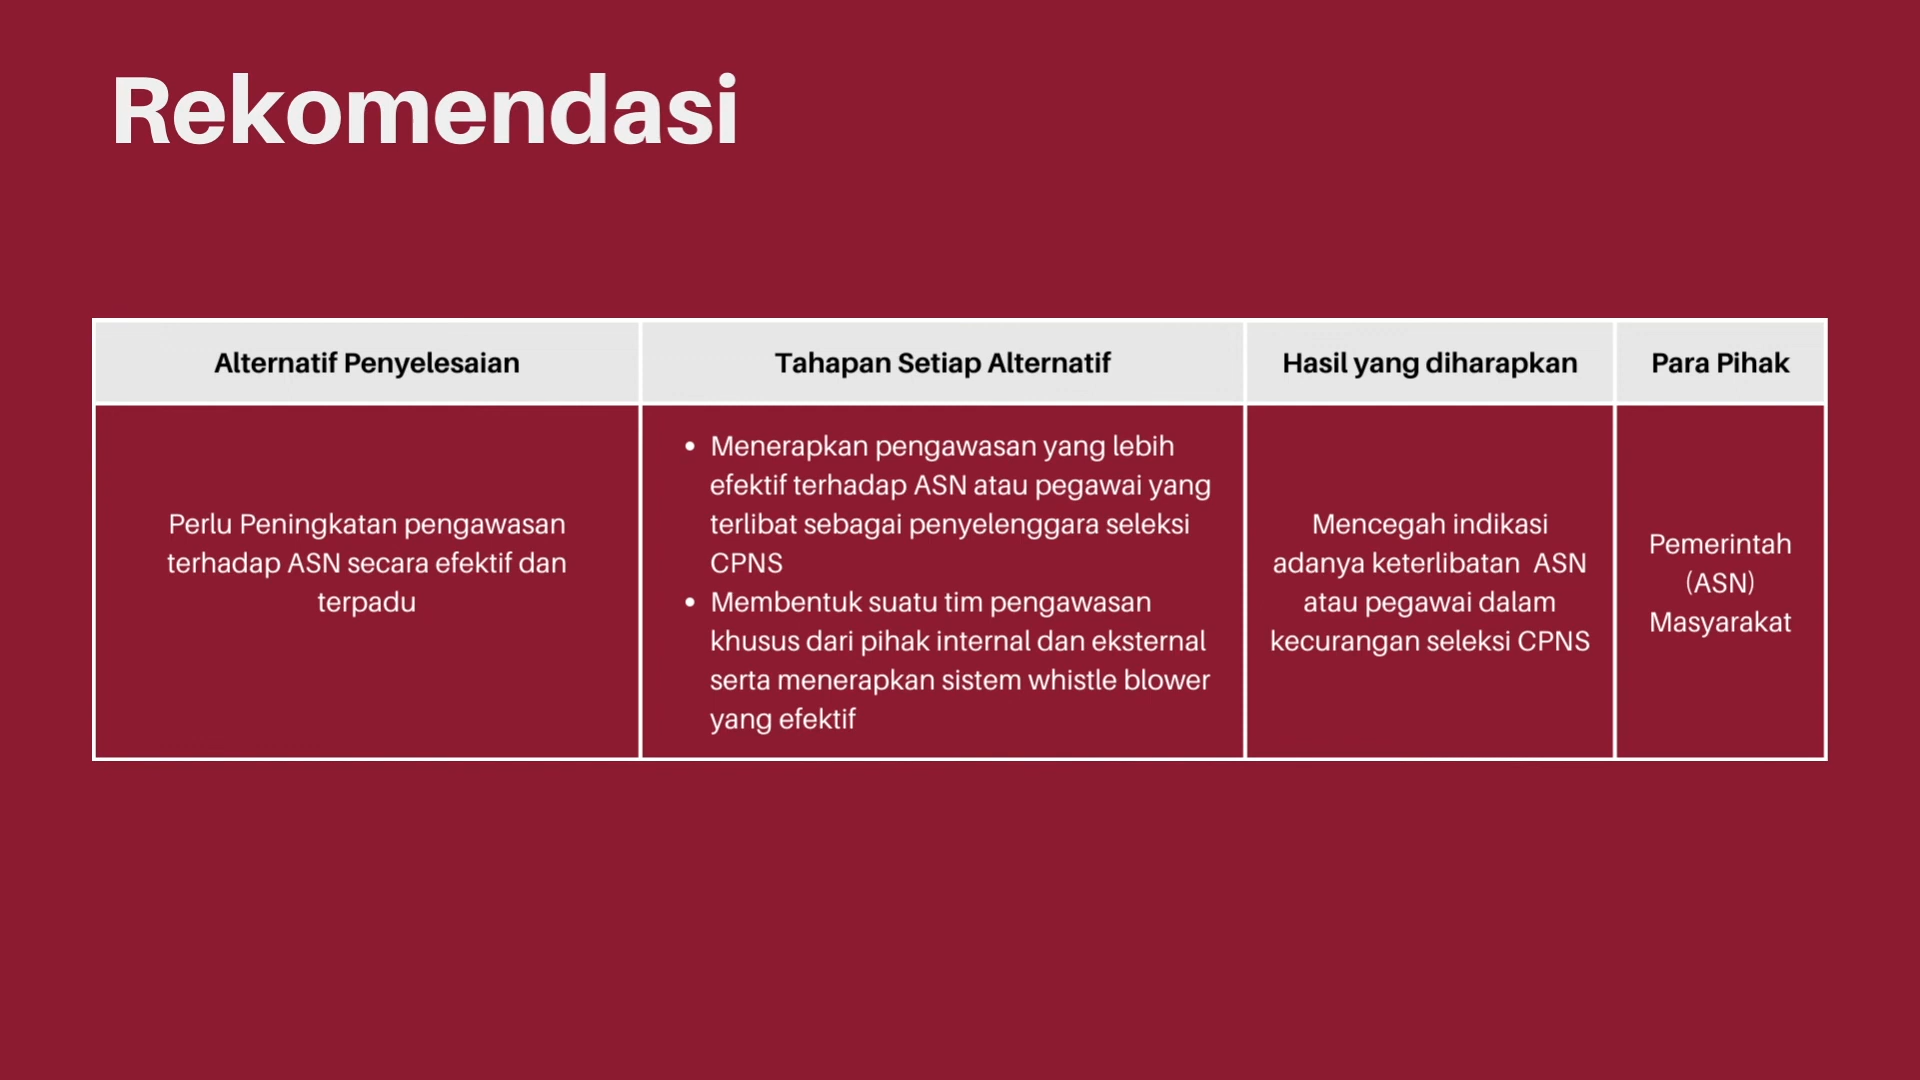 Rekomendasi
Alternatif Penyelesaian
Tahapan Setiap Alternatif
Hasil yang diharapkan
Para Pihak
Perlu Peningkatan pengawasan
terhadap ASN secara efektif dan
terpadu
• Menerapkan pengawasan yang lebih
efektif terhadap ASN atau pegawai yang
terlibat sebagai penyelenggara seleksi
CPNS
• Membentuk suatu tim pengawasan
khusus dari pihak internal dan eksternal
serta menerapkan sistem whistle blower
yang efektif
Mencegah indikasi
adanya keterlibatan  ASN
atau pegawai dalam
kecurangan seleksi CPNS
Pemerintah
(ASN)
Masyarakat